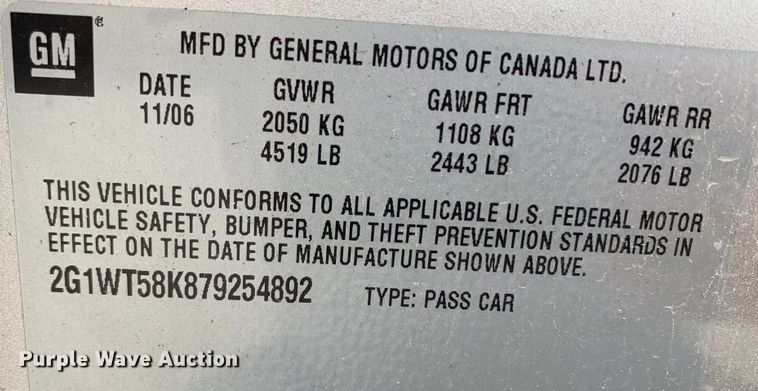 GM ®
MFD BY GENERAL MOTORS OF CANADA LTD.
DATE GVWR GAWR FRT GAWR RR
11/06 2050 KG 1108 KG 942 KG
4519 LB 2443 LB 2076 LB
THIS VEHICLE CONFORMS TO ALL APPLICABLE U.S. FEDERAL MOTOR
VEHICLE SAFETY, BUMPER, AND THEFT PREVENTION STANDARDS IN
EFFECT ON THE DATE OF MANUFACTURE SHOWN ABOVE.
2G1WT58K879254892 TYPE: PASS CAR
Purple Wave Auction